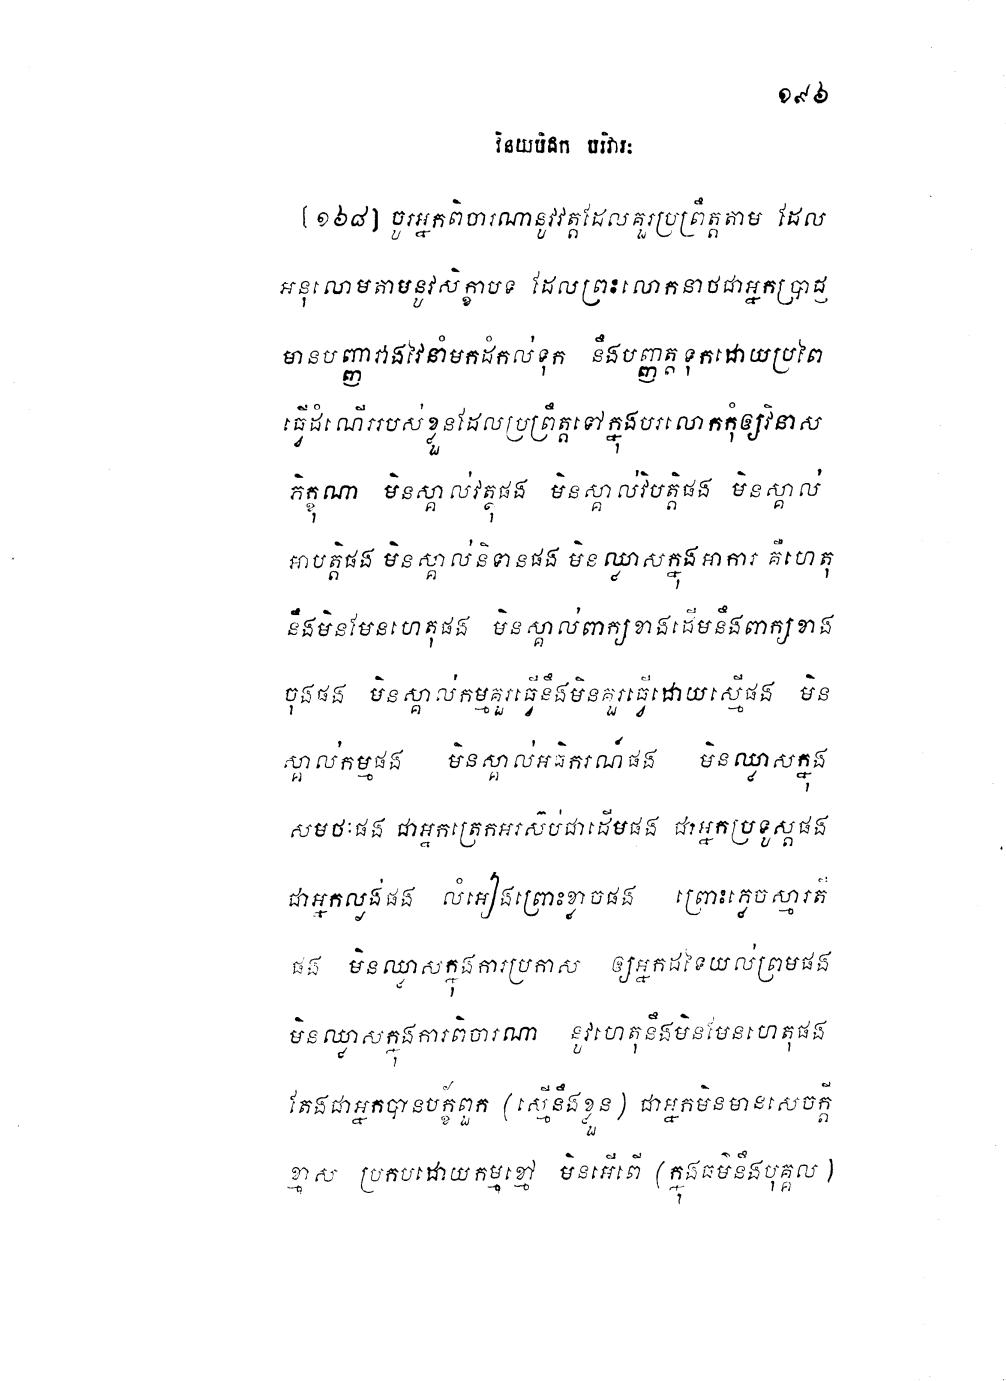 ១៩៦
វិនយបិដក បរិវារៈ
(១៦៨) ចូរអ្នកពិចារណានូវវត្តដែលគួរប្រព្រឹត្តតាម ដែល
អនុលោមតាមនូវសិក្ខាបទ ដែលព្រះលោកនាថជាអ្នកប្រាជ្ញ
មានបញ្ញាវាងវៃនាំមកដំកល់ទុក នឹងបញ្ញត្តទុកដោយប្រពៃ
ធ្វើដំណើររបស់ខ្លួនដែលប្រព្រឹត្តទៅក្នុងបរលោកកុំឲ្យវិនាស
ភិក្ខុណា មិនស្គាល់វត្ថុផង មិនស្គាល់វិបត្តិផង មិនស្គាល់
អាបត្តិផង មិនស្គាល់និទានផង មិនឈ្លាសក្នុងអាការ គឺហេតុ
នឹងមិនមែនហេតុផង មិនស្គាល់ពាក្យខាងដើមនឹងពាក្យខាង
ចុងផង មិនស្គាល់កម្មគួរធ្វើនឹងមិនគួរធ្វើដោយស្មើផង មិន
ស្គាល់កម្មផង មិនស្គាល់អធិករណ៍ផង មិនឈ្លាសក្នុង
សមថៈផង ជាអ្នកត្រេកអរស៊ប់ជាដើមផង ជាអ្នកប្រទូស្តផង
ជាអ្នកល្ងង់ផង លំអៀងព្រោះខ្លាចផង ព្រោះភ្លេចស្មារតី
ផង មិនឈ្លាសក្នុងការប្រកាស ឲ្យអ្នកដទៃយល់ព្រមផង
មិនឈ្លាសក្នុងការពិចារណា នូវហេតុនឹងមិនមែនហេតុផង
តែងជាអ្នកបានបក្ខ័ពួក (ស្មើនឹងខ្លួន) ជាអ្នកមិនមានសេចក្តី
ខ្មាស ប្រកបដោយកម្មខ្មៅ មិនអើពើ (ក្នុងធម៌នឹងបុគ្គល)